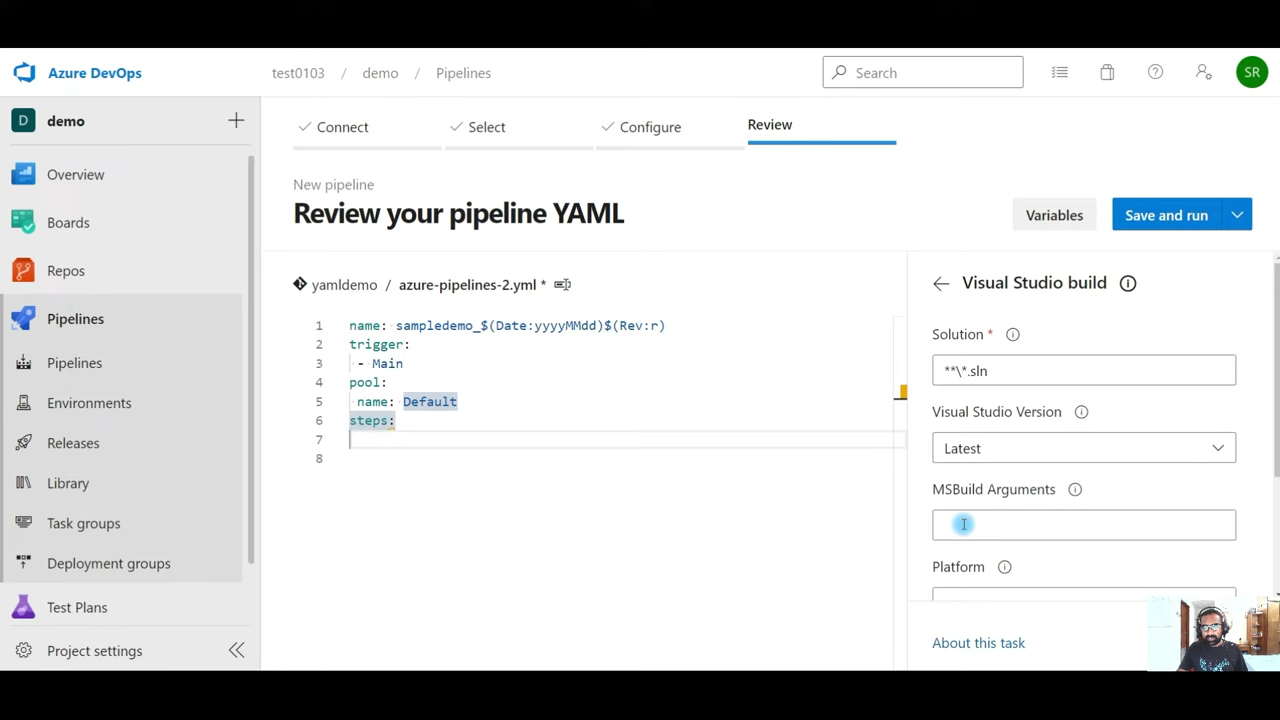 Azure DevOps
test0103 / demo / Pipelines
Search
SR
D demo
Overview
Boards
Repos
Pipelines
Pipelines
Environments
Releases
Library
Task groups
Deployment groups
Test Plans
Project settings
Connect
Select
Configure
Review
New pipeline
Review your pipeline YAML
Variables
Save and run
yamldemo / azure-pipelines-2.yml *
1 name: sampledemo_$(Date:yyyyMMdd)$(Rev:r)
2 trigger:
3 - Main
4 pool:
5 name: Default
6 steps:
7
8
Visual Studio build
Solution *
**\*.sln
Visual Studio Version
Latest
MSBuild Arguments
Platform
About this task